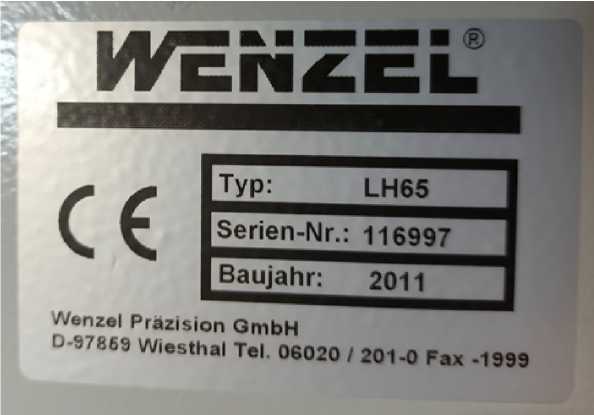 WENZEL®
CE
Typ: LH65
Serien-Nr.: 116997
Baujahr: 2011
Wenzel Präzision GmbH
D-97859 Wiesthal Tel. 06020 / 201-0 Fax -1999